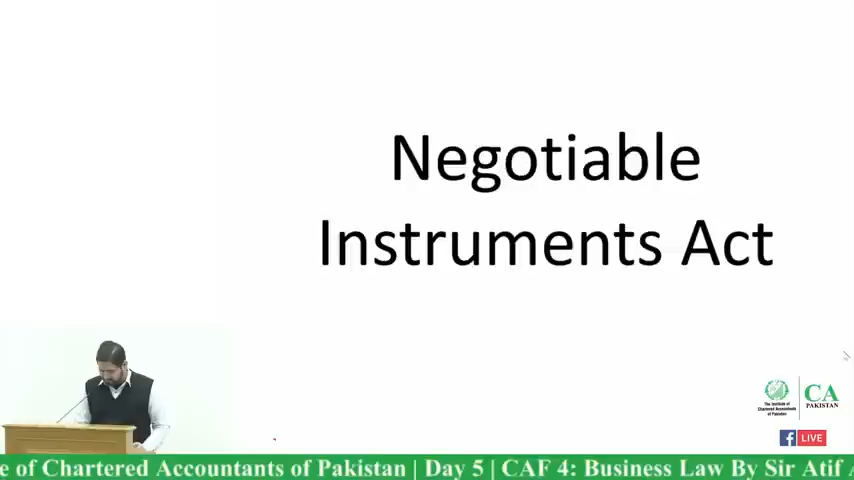 Negotiable
Instruments Act
The Institute of
Chartered Accountants
of Pakistan
CA
PAKISTAN
f LIVE
e of Chartered Accountants of Pakistan | Day 5 | CAF 4: Business Law By Sir Atif A